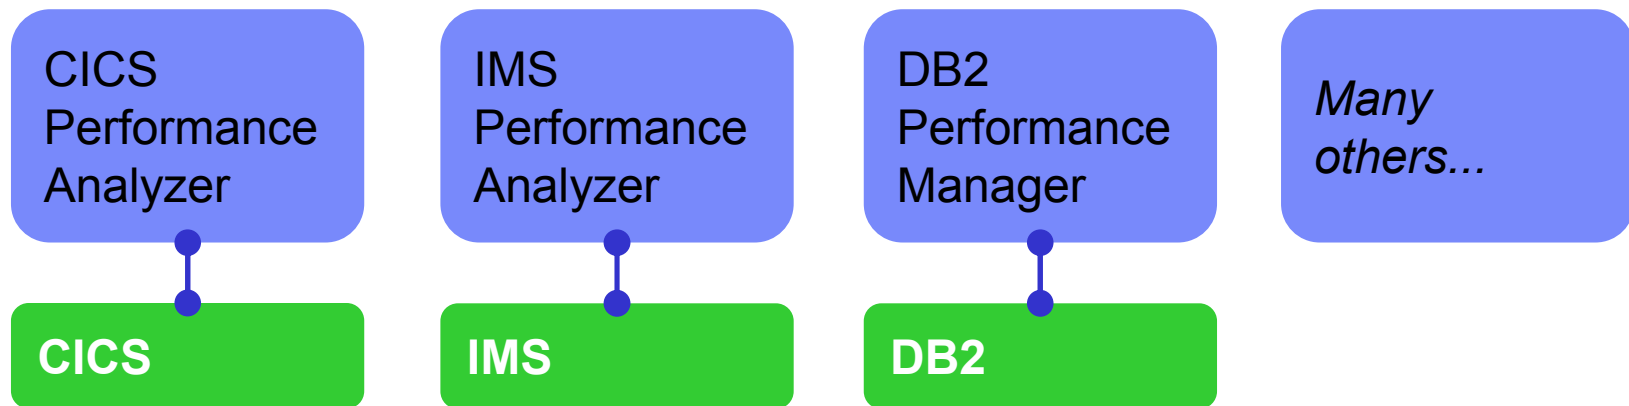 CICS
Performance
Analyzer
IMS
Performance
Analyzer
DB2
Performance
Manager
Many
others...
CICS
IMS
DB2